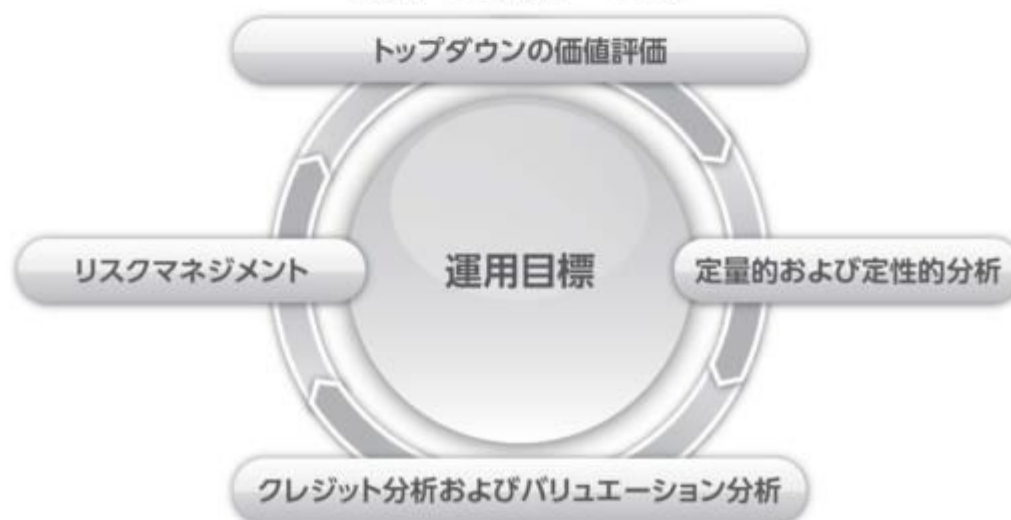 トップダウンの価値評価
リスクマネジメント
運用目標
定量的および定性的分析
クレジット分析およびバリュエーション分析